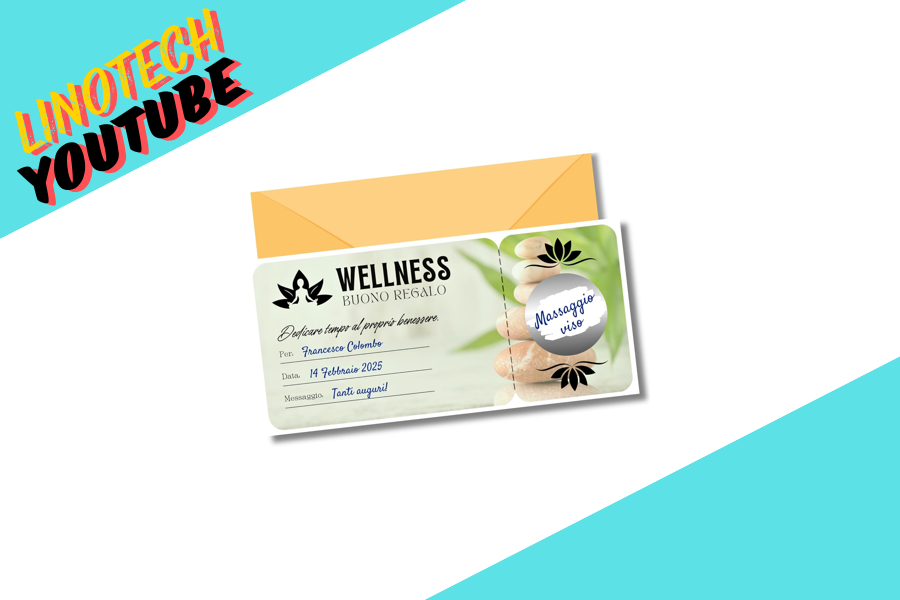 LINOTECH
YOUTUBE
WELLNESS
BUONO REGALO
Dedicare tempo al proprio benessere.
Per. Francesco Colombo
Data. 14 Febbraio 2025
Messaggio. Tanti auguri!
Massaggio
viso